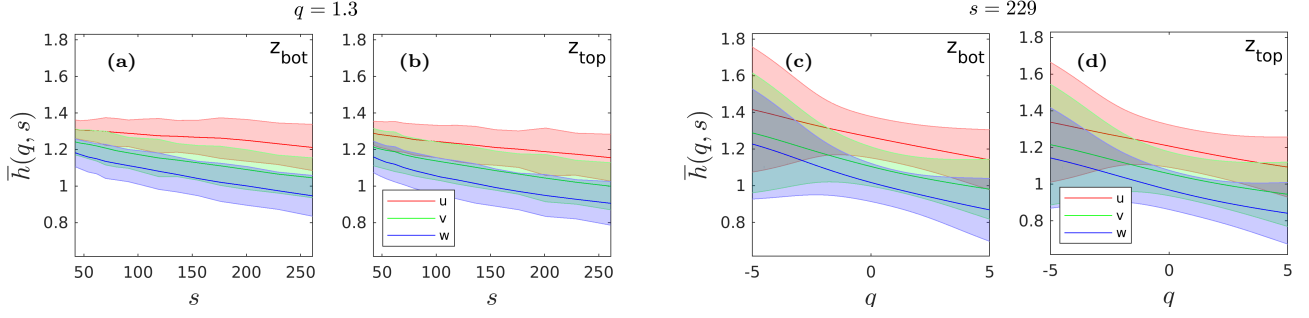 q = 1.3
s = 229
(a)
z_bot
(b)
z_top
(c)
z_bot
(d)
z_top
h̅(q, s)
1.8
1.6
1.4
1.2
1
0.8
50 100 150 200 250
s
1.8
1.6
1.4
1.2
1
0.8
u
v
w
50 100 150 200 250
s
h̅(q, s)
1.8
1.6
1.4
1.2
1
0.8
-5 0 5
q
1.8
1.6
1.4
1.2
1
0.8
u
v
w
-5 0 5
q